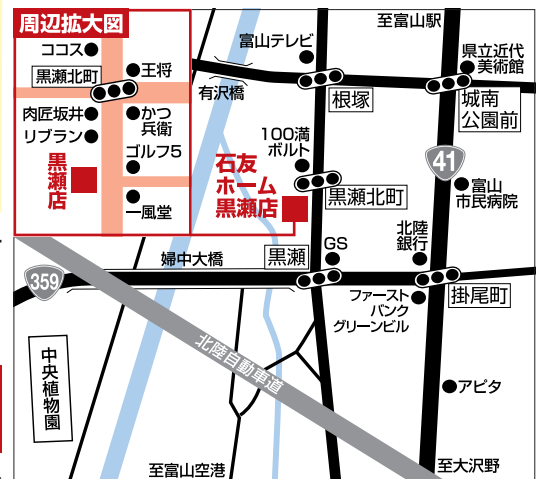 周辺拡大図
ココス
黒瀬北町
王将
肉匠坂井
かつ
兵衛
リブラン
ゴルフ5
黒瀬店
一風堂
至富山駅
富山テレビ
県立近代
美術館
有沢橋
根塚
城南
公園前
100満
ボルト
41
石友
ホーム
黒瀬店
黒瀬北町
富山
市民病院
北陸
銀行
GS
婦中大橋
黒瀬
359
掛尾町
ファースト
バンク
グリーンビル
中央植物園
北陸自動車道
アピタ
至富山空港
至大沢野